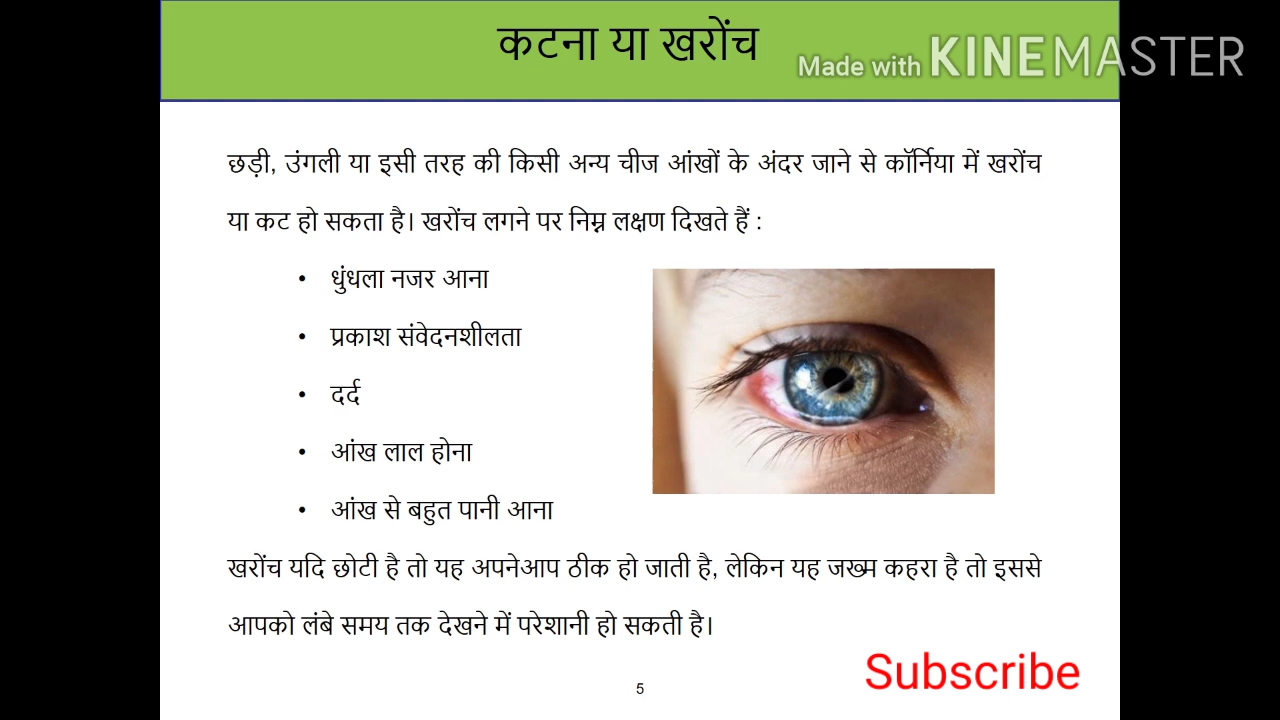 कटना या खरोंच
Made with KINEMASTER
छड़ी, उंगली या इसी तरह की किसी अन्य चीज आंखों के अंदर जाने से कॉर्निया में खरोंच
या कट हो सकता है। खरोंच लगने पर निम्न लक्षण दिखते हैं :
• धुंधला नजर आना
• प्रकाश संवेदनशीलता
• दर्द
• आंख लाल होना
• आंख से बहुत पानी आना
खरोंच यदि छोटी है तो यह अपनेआप ठीक हो जाती है, लेकिन यह जख्म कहरा है तो इससे
आपको लंबे समय तक देखने में परेशानी हो सकती है।
Subscribe
5